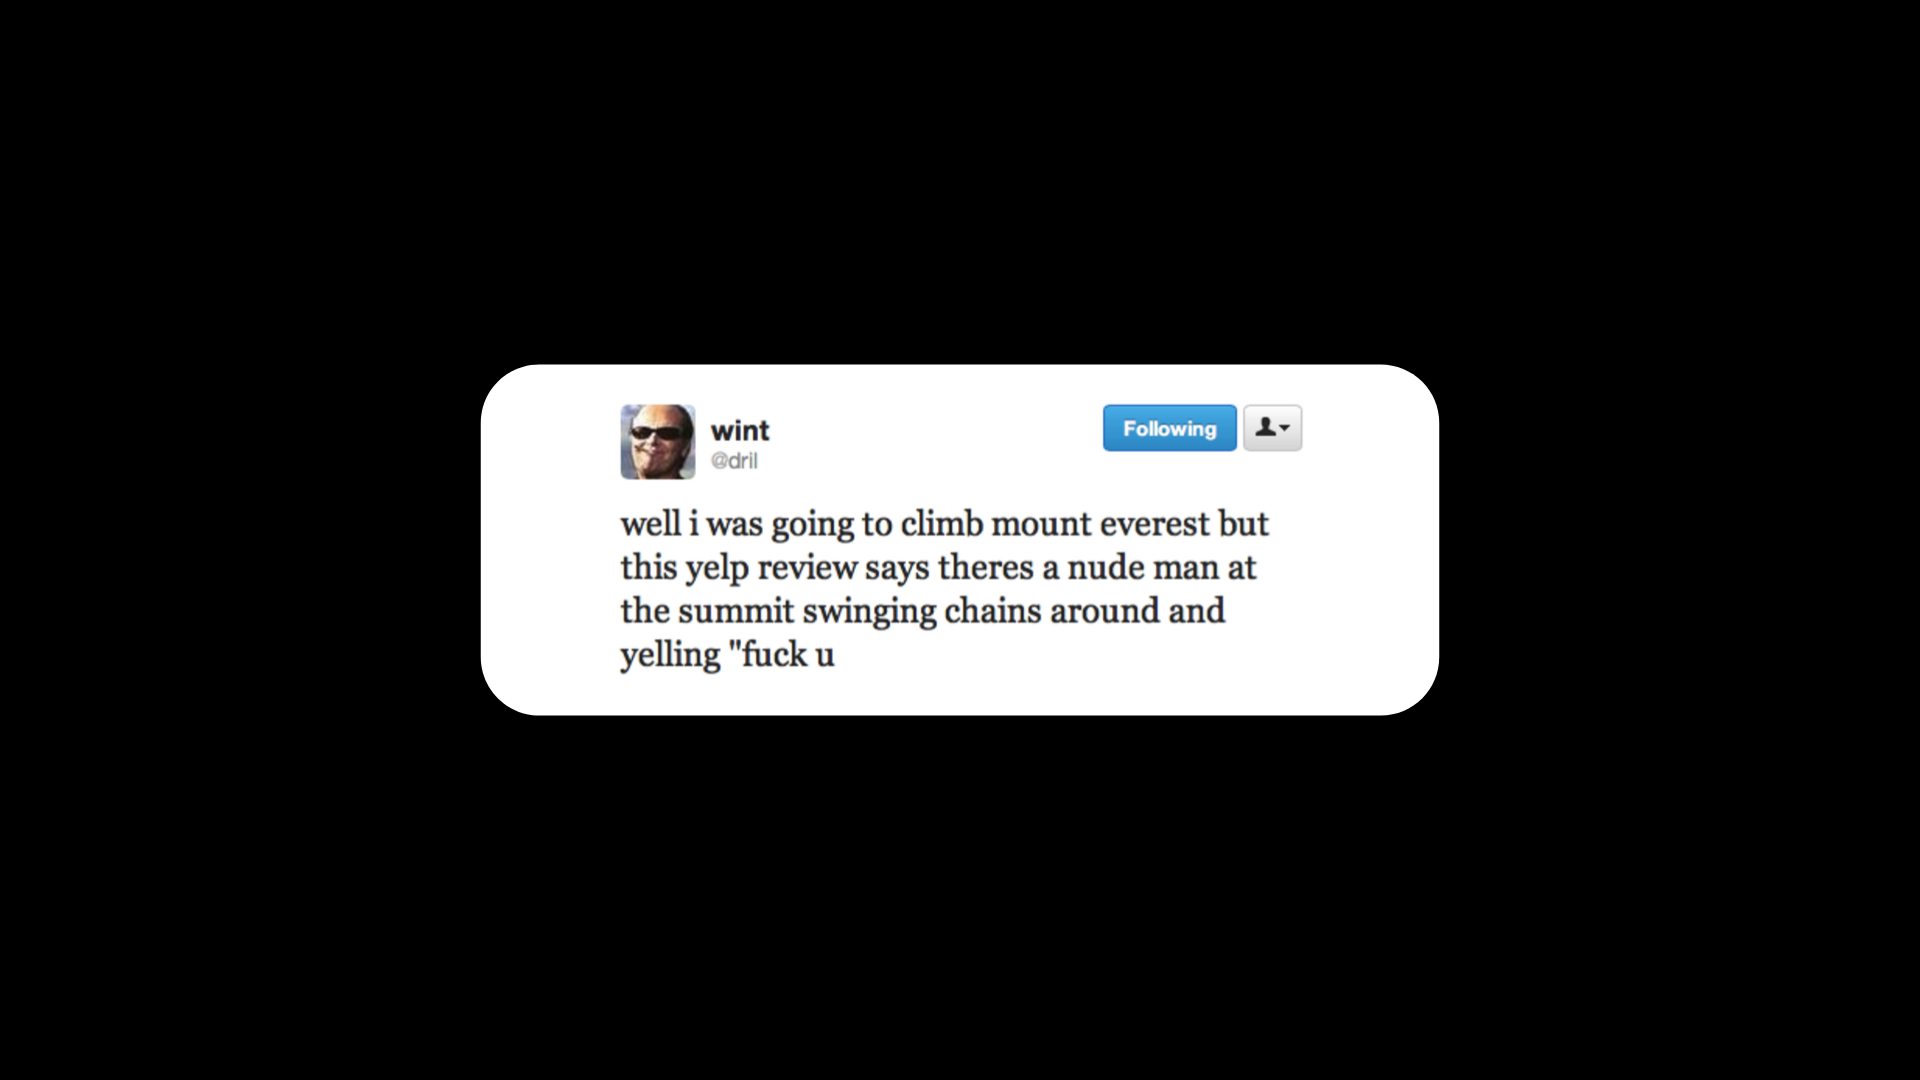 wint
@dril
Following
well i was going to climb mount everest but
this yelp review says theres a nude man at
the summit swinging chains around and
yelling "fuck u